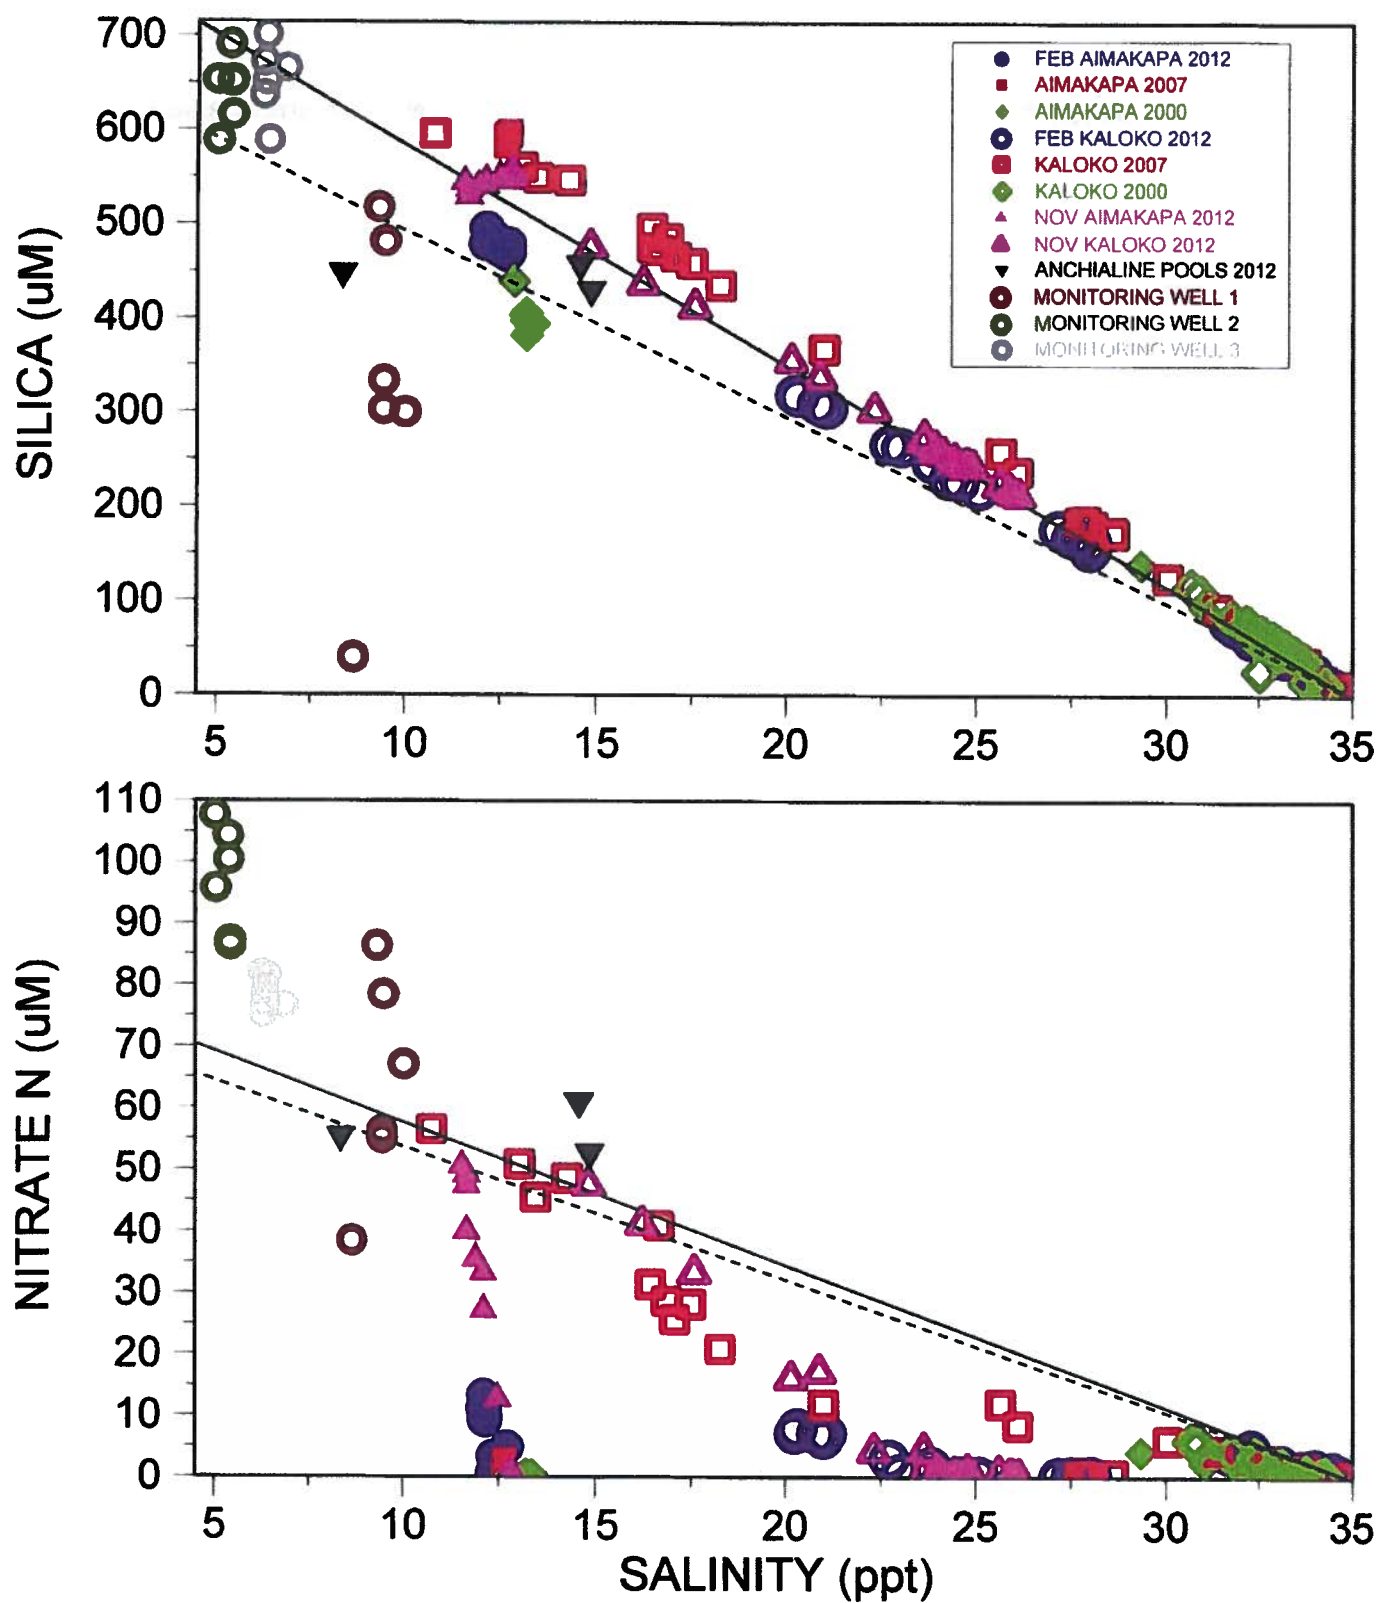 SILICA (uM)
700
600
500
400
300
200
100
0
FEB AIMAKAPA 2012
AIMAKAPA 2007
AIMAKAPA 2000
FEB KALOKO 2012
KALOKO 2007
KALOKO 2000
NOV AIMAKAPA 2012
NOV KALOKO 2012
ANCHIALINE POOLS 2012
MONITORING WELL 1
MONITORING WELL 2
MONITORING WELL 3
5 10 15 20 25 30 35
NITRATE N (uM)
110
100
90
80
70
60
50
40
30
20
10
0
5 10 15 20 25 30 35
SALINITY (ppt)